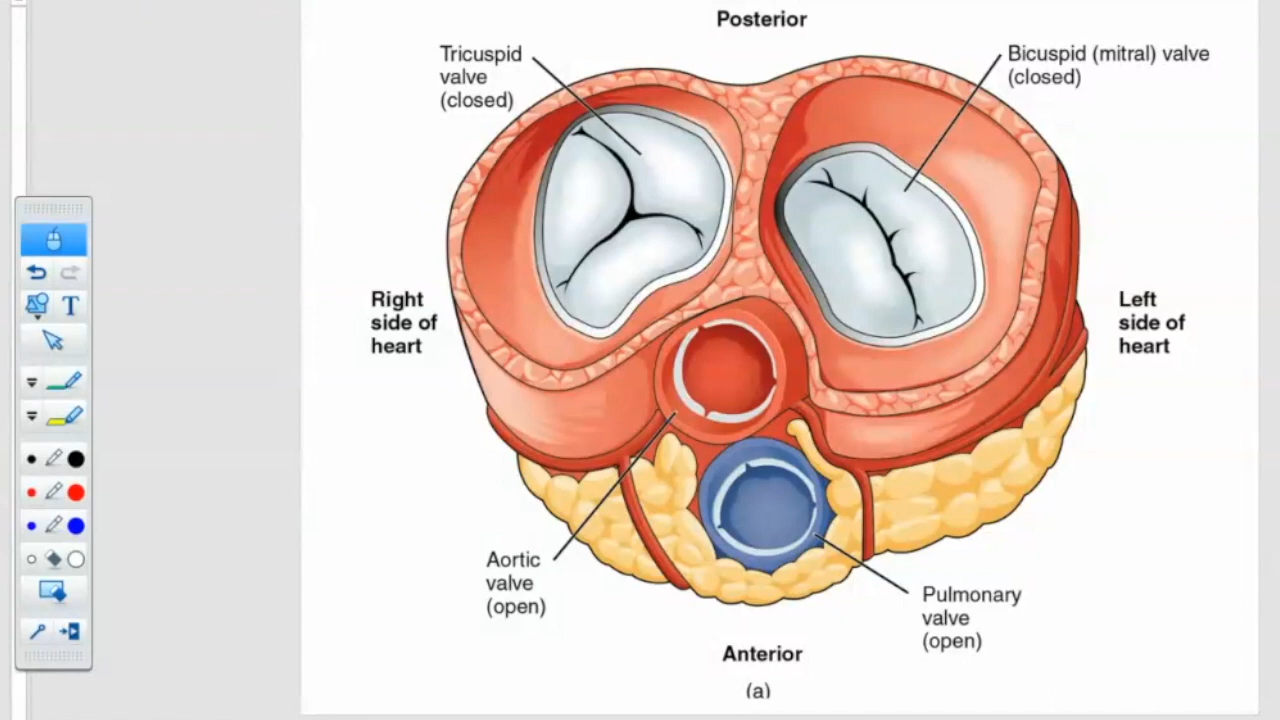 Posterior
Tricuspid
valve
(closed)
Bicuspid (mitral) valve
(closed)
Right
side of
heart
Left
side of
heart
Aortic
valve
(open)
Pulmonary
valve
(open)
Anterior
(a)
T